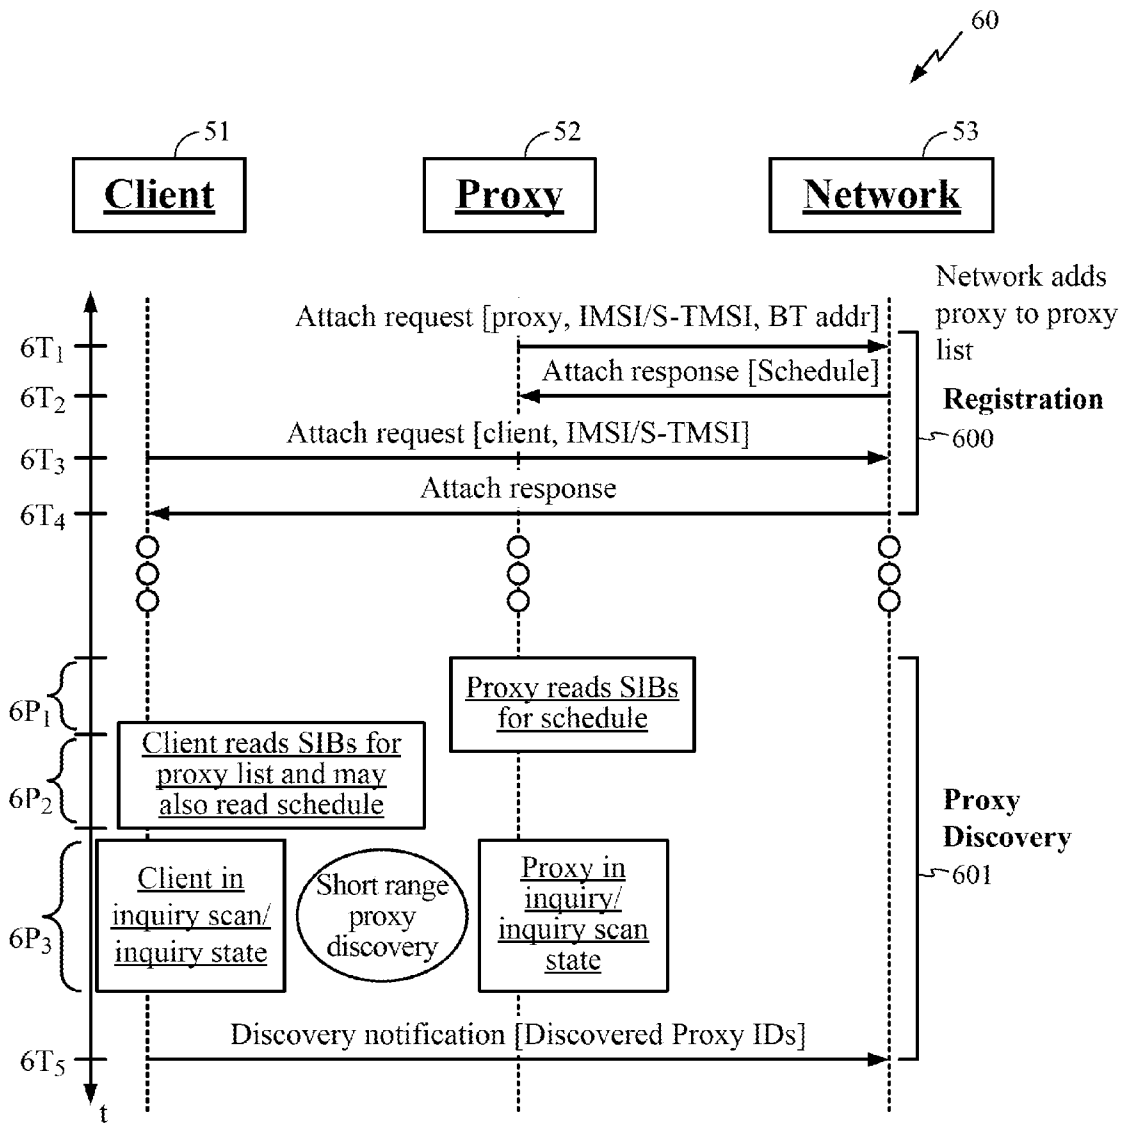 60
51
52
53
Client
Proxy
Network
Network adds
proxy to proxy
list
Attach request [proxy, IMSI/S-TMSI, BT addr]
6T1
Attach response [Schedule]
6T2
Registration
600
Attach request [client, IMSI/S-TMSI]
6T3
Attach response
6T4
Proxy reads SIBs
for schedule
6P1
Client reads SIBs for
proxy list and may
also read schedule
6P2
Proxy
Discovery
601
Client in
inquiry scan/
inquiry state
Short range
proxy
discovery
Proxy in
inquiry/
inquiry scan
state
6P3
Discovery notification [Discovered Proxy IDs]
6T5
t